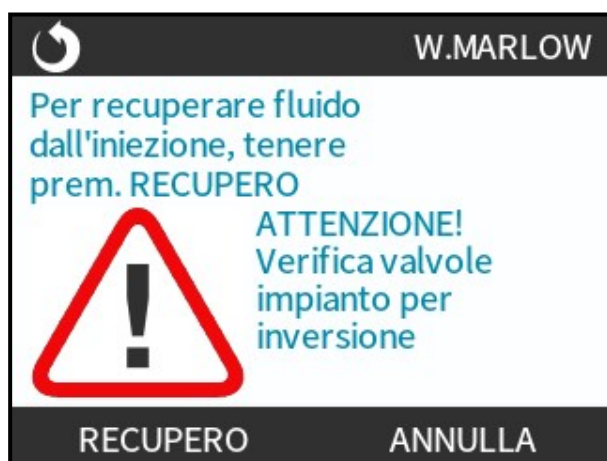 W.MARLOW
Per recuperare fluido
dall'iniezione, tenere
prem. RECUPERO
ATTENZIONE!
Verifica valvole
impianto per
inversione
RECUPERO ANNULLA